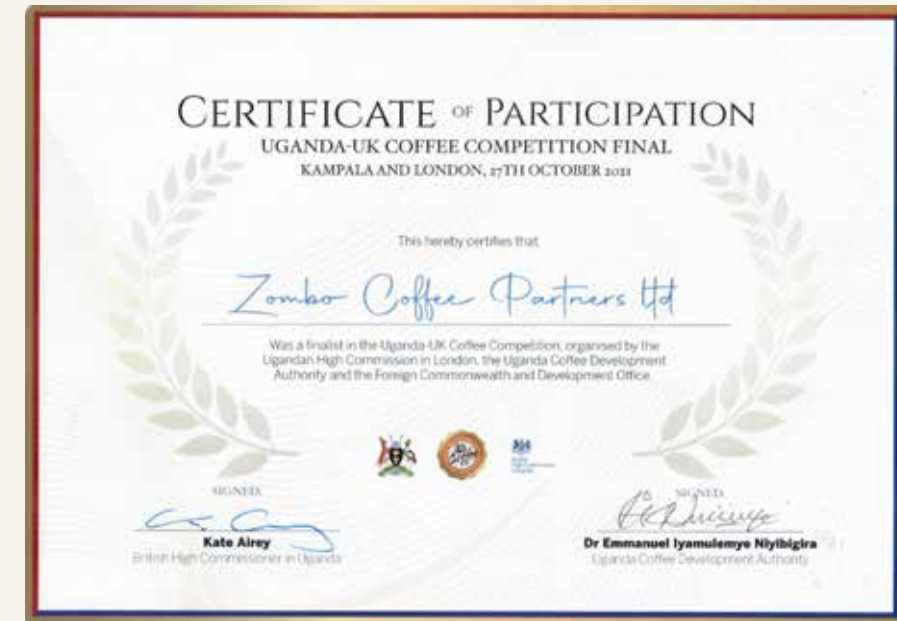 CERTIFICATE OF PARTICIPATION
UGANDA-UK COFFEE COMPETITION FINAL
KAMPALA AND LONDON, 27TH OCTOBER 2021
This hereby certifies that
Zombo Coffee Partners ltd
Was a finalist in the Uganda-UK Coffee Competition, organised by the
Ugandan High Commission in London, the Uganda Coffee Development
Authority and the Foreign Commonwealth and Development Office
SIGNED,
SIGNED,
Kate Airey
British High Commissioner in Uganda
Dr Emmanuel Iyamulemye Niyibigira
Uganda Coffee Development Authority